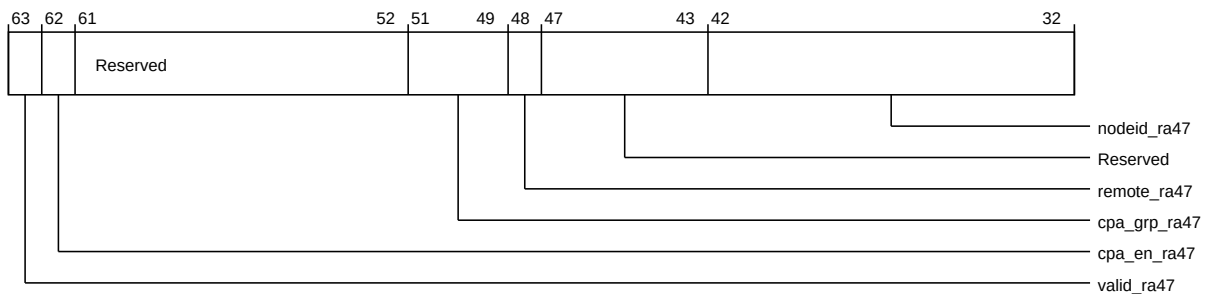 63 62 61 52 51 49 48 47 43 42 32
Reserved
nodeid_ra47
Reserved
remote_ra47
cpa_grp_ra47
cpa_en_ra47
valid_ra47